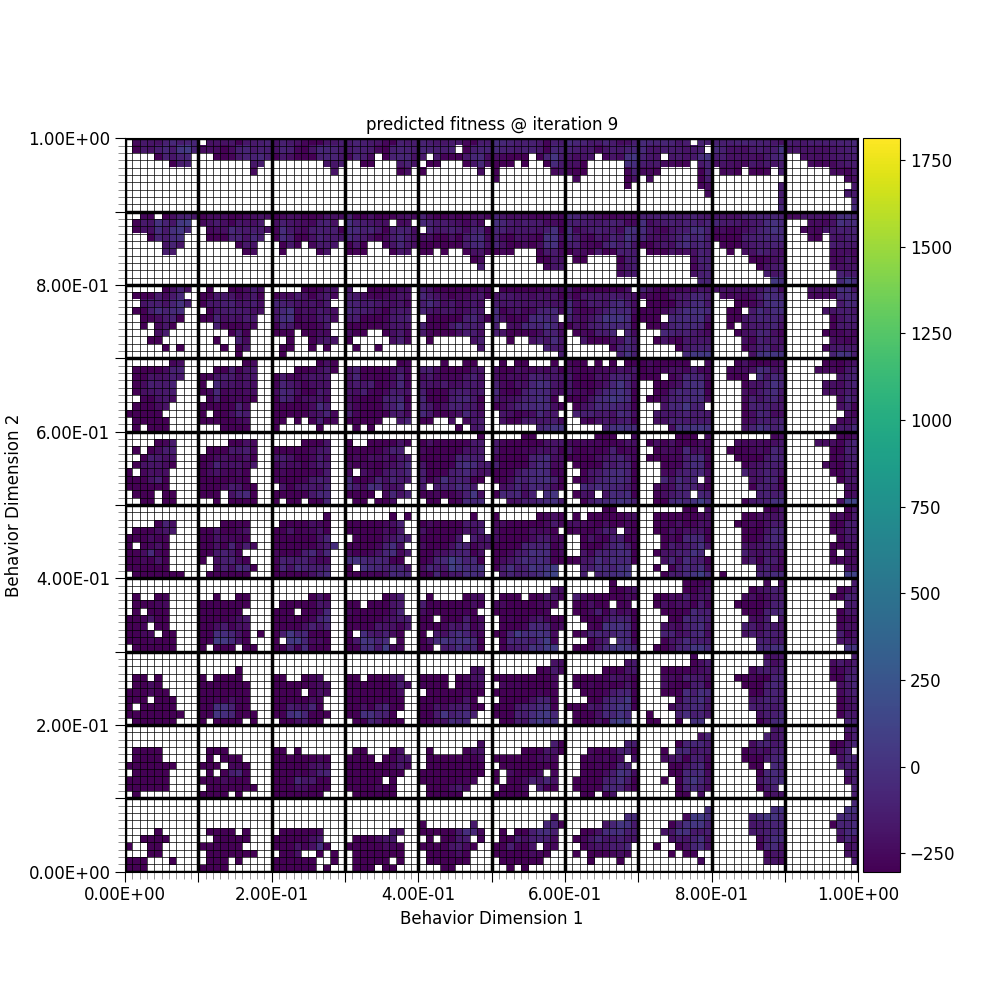 predicted fitness @ iteration 9
1.00E+00
8.00E-01
6.00E-01
4.00E-01
2.00E-01
0.00E+00
Behavior Dimension 2
0.00E+00 2.00E-01 4.00E-01 6.00E-01 8.00E-01 1.00E+00
Behavior Dimension 1
1750
1500
1250
1000
750
500
250
0
−250